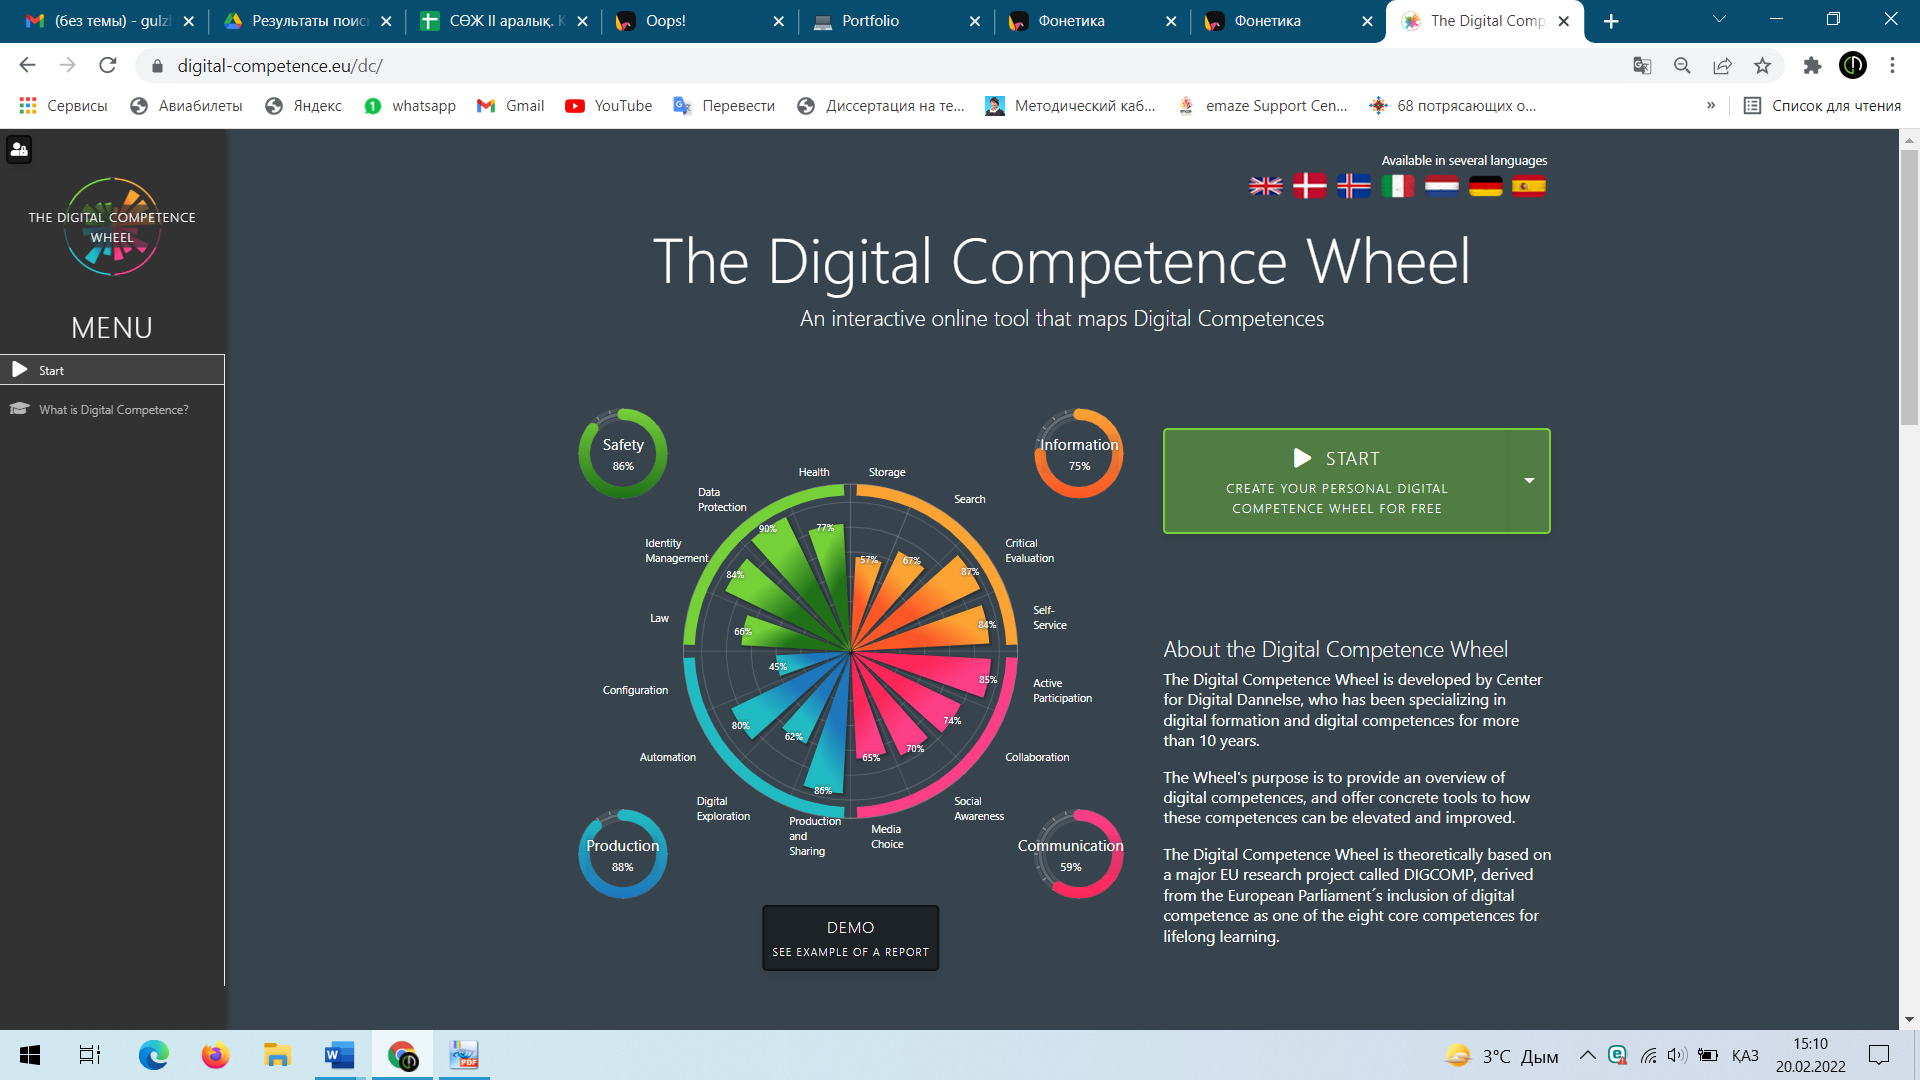 (без темы) - gulz
Результаты поис
СӨЖ II аралық. К
Oops!
Portfolio
Фонетика
Фонетика
The Digital Comp
digital-competence.eu/dc/
Сервисы
Авиабилеты
Яндекс
whatsapp
Gmail
YouTube
Перевести
Диссертация на те...
Методический каб...
emaze Support Cen...
68 потрясающих о...
»
Список для чтения
THE DIGITAL COMPETENCE
WHEEL
MENU
Start
What is Digital Competence?
Available in several languages
The Digital Competence Wheel
An interactive online tool that maps Digital Competences
Safety
86%
Information
75%
Health
Storage
Data
Protection
Search
Identity
Management
Critical
Evaluation
Law
Self-
Service
Configuration
Active
Participation
Automation
Collaboration
Digital
Exploration
Social
Awareness
Production
and
Sharing
Media
Choice
90%
77%
57%
67%
87%
84%
84%
66%
45%
85%
80%
62%
74%
70%
65%
86%
Production
88%
Communication
59%
DEMO
SEE EXAMPLE OF A REPORT
START
CREATE YOUR PERSONAL DIGITAL
COMPETENCE WHEEL FOR FREE
About the Digital Competence Wheel
The Digital Competence Wheel is developed by Center
for Digital Dannelse, who has been specializing in
digital formation and digital competences for more
than 10 years.
The Wheel's purpose is to provide an overview of
digital competences, and offer concrete tools to how
these competences can be elevated and improved.
The Digital Competence Wheel is theoretically based on
a major EU research project called DIGCOMP, derived
from the European Parliament´s inclusion of digital
competence as one of the eight core competences for
lifelong learning.
3°C Дым
ҚАЗ
15:10
20.02.2022